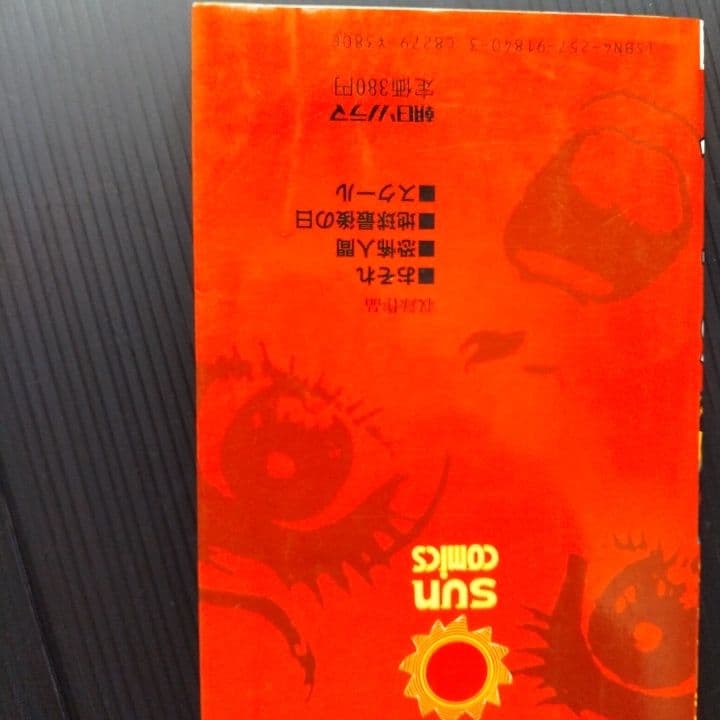 sun
comics
収録作品
■おそれ
■恐怖人間
■地球最後の日
■スクール
朝日ソノラマ
定価380円
ISBN4-257-91840-3 C8279 ¥380E